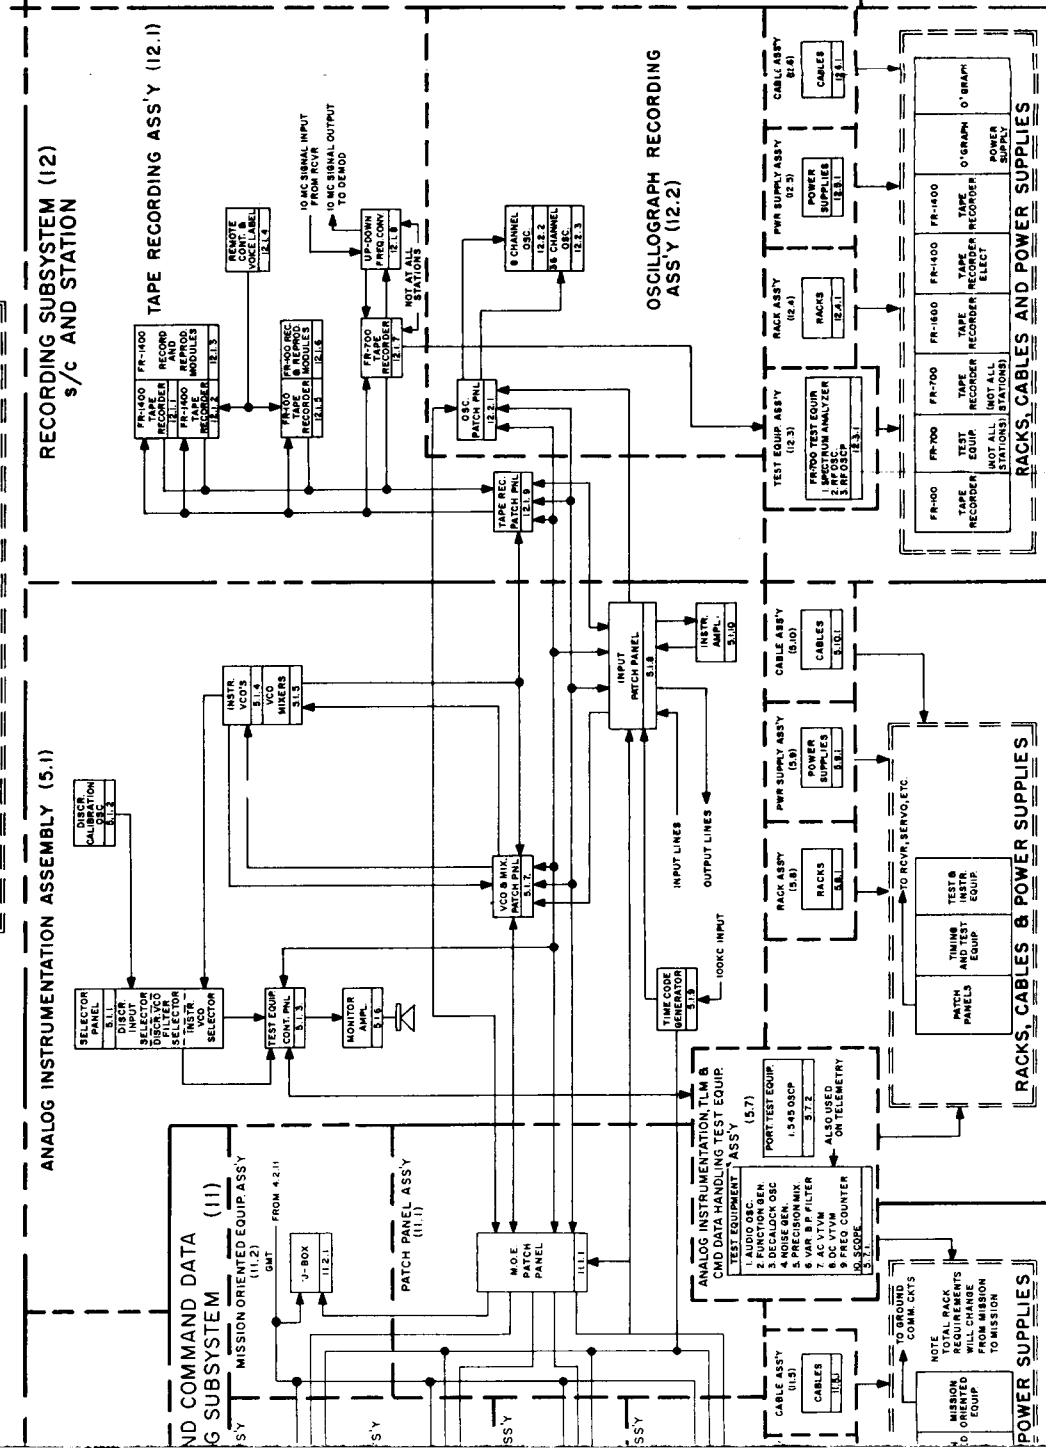 RECORDING SUBSYSTEM (12)
s/c AND STATION
TAPE RECORDING ASS'Y (12.1)
FR-1400
TAPE
RECORDER
12.1.1
FR-1400
TAPE
RECORDER
12.1.2
FR-1400
RECORD
AND
REPROD.
MODULES
12.1.3
REMOTE
CONT. &
VOICE LABEL
12.1.4
FR-100
TAPE
RECORDER
12.1.5
FR-100 REC.
& REPROD.
MODULES
12.1.6
10 MC SIGNAL INPUT
FROM RCVR
10 MC SIGNAL OUTPUT
TO DEMOD
UP-DOWN
FREQ. CONV
12.1.8
NOT AT ALL
STATIONS
FR-700
TAPE
RECORDER
12.1.7
TAPE REC.
PATCH PNL
12.1.9
OSCILLOGRAPH RECORDING
ASS'Y (12.2)
OSC.
PATCH PNL
12.2.1
8 CHANNEL
OSC.
12.2.2
36 CHANNEL
OSC.
12.2.3
TEST EQUIP. ASS'Y
(12.3)
FR-700 TEST EQUIP.
1. SPECTRUM ANALYZER
2. RF OSC.
3. RF OSCP
12.3.1
RACK ASS'Y
(12.4)
RACKS
12.4.1
PWR SUPPLY ASS'Y
(12.5)
POWER
SUPPLIES
12.5.1
CABLE ASS'Y
(12.6)
CABLES
FR-100
TAPE
RECORDER
FR-700
TEST
EQUIP.
(NOT ALL
STATIONS)
FR-700
TAPE
RECORDER
(NOT ALL
STATIONS)
FR-1600
TAPE
RECORDER
FR-1400
TAPE
RECORDER
ELECT
FR-1400
TAPE
RECORDER
O'GRAPH
POWER
SUPPLY
O'GRAPH
RACKS, CABLES AND POWER SUPPLIES
ANALOG INSTRUMENTATION ASSEMBLY (5.1)
SELECTOR
PANEL
5.1.1
DISCR.
INPUT
SELECTOR
DISCR. VCO
FILTER
SELECTOR
INSTR.
VCO
SELECTOR
DISCR.
CALIBRATION
OSC
5.1.2
INSTR.
VCO'S
5.1.4
VCO
MIXERS
5.1.5
TEST EQUIP.
CONT. PNL
5.1.3
MONITOR
AMPL.
5.1.6
VCO & MIX.
PATCH PNL
5.1.7
INPUT
PATCH PANEL
5.1.8
INSTR.
AMPL.
5.1.10
INPUT LINES
OUTPUT LINES
TIME CODE
GENERATOR
5.1.9
100KC INPUT
RACK ASSY
(5.8)
RACKS
5.8.1
PWR SUPPLY ASS'Y
(5.9)
POWER
SUPPLIES
5.9.1
CABLE ASS'Y
(5.10)
CABLES
5.10.1
TO RCVR, SERVO, ETC.
PATCH
PANELS
TIMING
AND TEST
EQUIP
TEST &
INSTR.
EQUIP.
RACKS, CABLES & POWER SUPPLIES
ND COMMAND DATA
G SUBSYSTEM (11)
MISSION ORIENTED EQUIP. ASS'Y
(11.2)
GMT
FROM 4.2.11
'J-BOX
11.2.1
PATCH PANEL ASS'Y
(11.1)
M.O.E
PATCH
PANEL
11.1.1
S'Y
S'Y
SS'Y
SS'Y
ANALOG INSTRUMENTATION, TLM &
CMD DATA HANDLING TEST EQUIP.
ASS'Y
(5.7)
TEST EQUIPMENT
1. AUDIO OSC.
2. FUNCTION GEN.
3. DECALOCK OSC
4. NOISE GEN.
5. PRECISION MIX.
6. VAR. B.P. FILTER
7. AC VTVM
8. DC VTVM
9. FREQ COUNTER
10. SCOPE
5.7.1
PORT. TEST EQUIP.
1. 545 OSCP
5.7.2
ALSO USED
ON TELEMETRY
CABLE ASS'Y
(11.5)
CABLES
TO GROUND
COMM. CKTS
NOTE
TOTAL RACK
REQUIREMENTS
WILL CHANGE
FROM MISSION
TO MISSION
MISSION
ORIENTED
EQUIP
POWER SUPPLIES